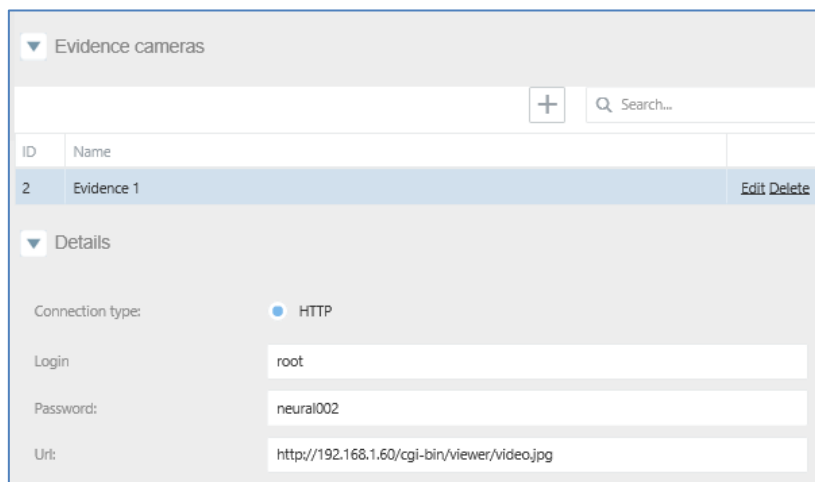 Evidence cameras
Search...
ID Name
2 Evidence 1 Edit Delete
Details
Connection type: HTTP
Login root
Password: neural002
Url: http://192.168.1.60/cgi-bin/viewer/video.jpg